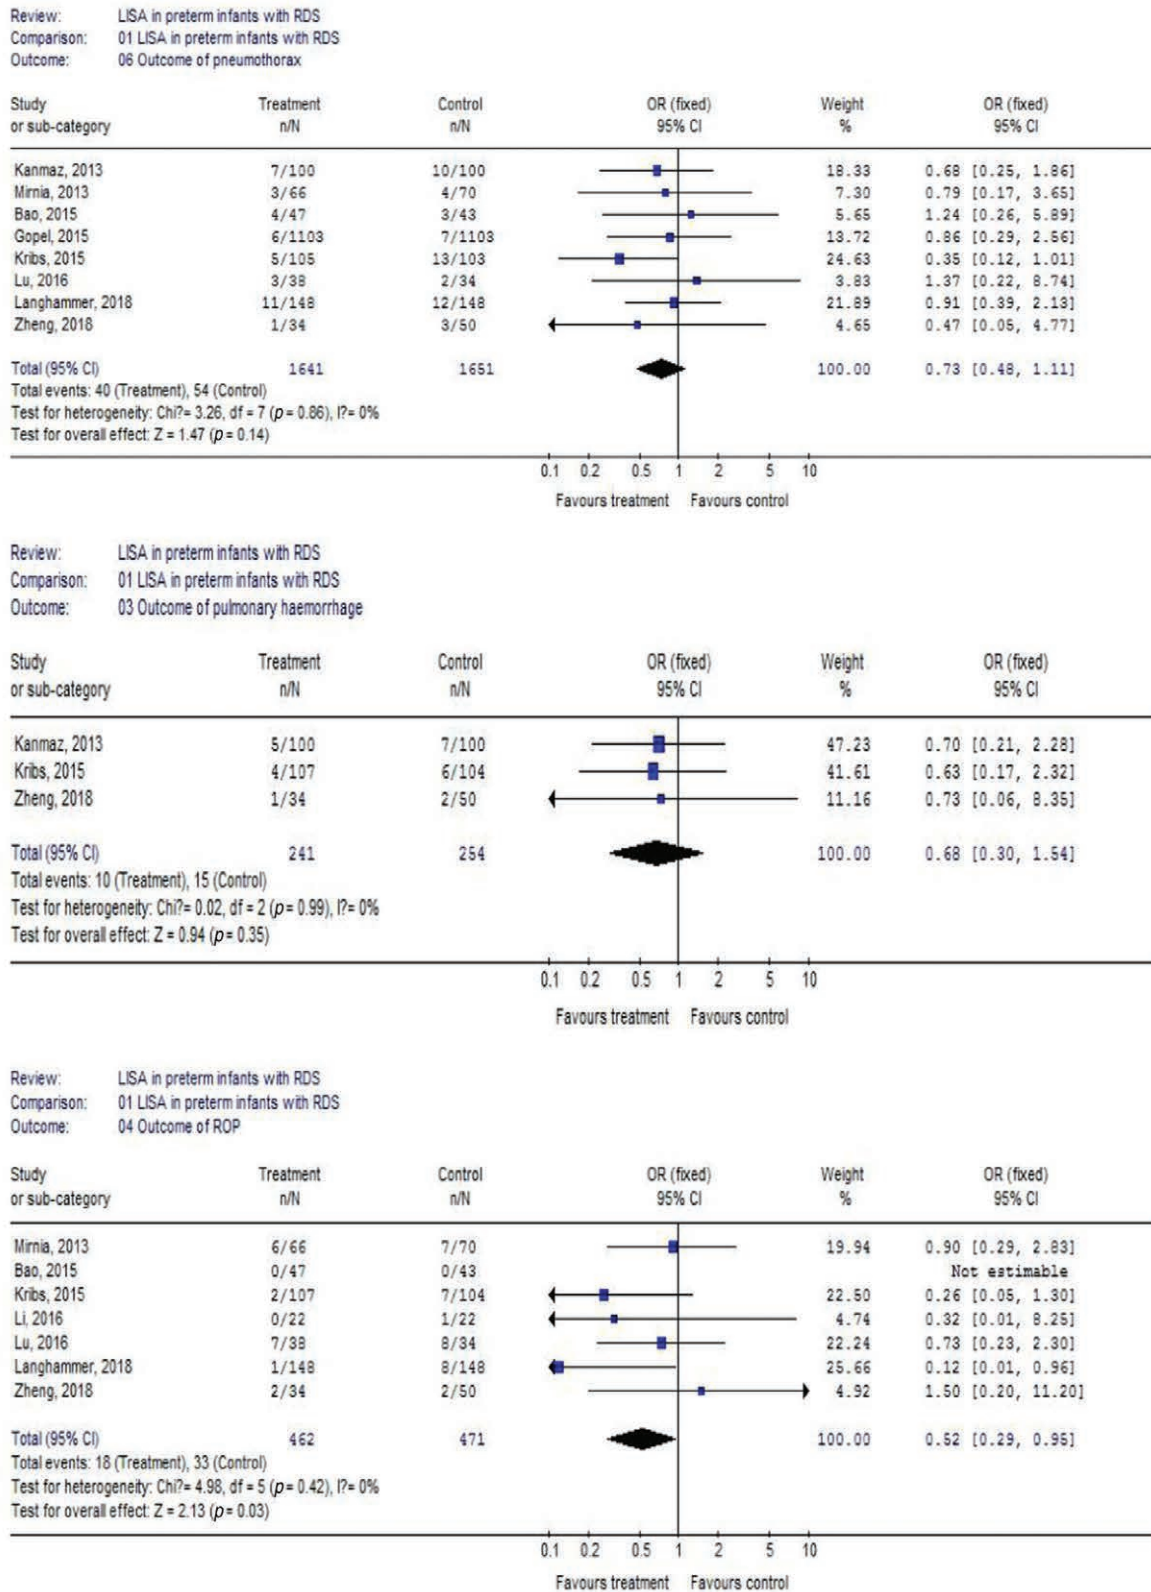 Review: LISA in preterm infants with RDS
Comparison: 01 LISA in preterm infants with RDS
Outcome: 06 Outcome of pneumothorax
Study Treatment Control OR (fixed) Weight OR (fixed)
or sub-category n/N n/N 95% CI % 95% CI
Kanmaz, 2013 7/100 10/100 18.33 0.68 [0.25, 1.86]
Mirnia, 2013 3/66 4/70 7.30 0.79 [0.17, 3.65]
Bao, 2015 4/47 3/43 5.65 1.24 [0.26, 5.89]
Gopel, 2015 6/1103 7/1103 13.72 0.86 [0.29, 2.56]
Kribs, 2015 5/105 13/103 24.63 0.35 [0.12, 1.01]
Lu, 2016 3/38 2/34 3.83 1.37 [0.22, 8.74]
Langhammer, 2018 11/148 12/148 21.89 0.91 [0.39, 2.13]
Zheng, 2018 1/34 3/50 4.65 0.47 [0.05, 4.77]
Total (95% CI) 1641 1651 100.00 0.73 [0.48, 1.11]
Total events: 40 (Treatment), 54 (Control)
Test for heterogeneity: Chi?= 3.26, df = 7 (p = 0.86), I?= 0%
Test for overall effect: Z = 1.47 (p = 0.14)
0.1 0.2 0.5 1 2 5 10
Favours treatment Favours control
Review: LISA in preterm infants with RDS
Comparison: 01 LISA in preterm infants with RDS
Outcome: 03 Outcome of pulmonary haemorrhage
Study Treatment Control OR (fixed) Weight OR (fixed)
or sub-category n/N n/N 95% CI % 95% CI
Kanmaz, 2013 5/100 7/100 47.23 0.70 [0.21, 2.28]
Kribs, 2015 4/107 6/104 41.61 0.63 [0.17, 2.32]
Zheng, 2018 1/34 2/50 11.16 0.73 [0.06, 8.35]
Total (95% CI) 241 254 100.00 0.68 [0.30, 1.54]
Total events: 10 (Treatment), 15 (Control)
Test for heterogeneity: Chi?= 0.02, df = 2 (p = 0.99), I?= 0%
Test for overall effect: Z = 0.94 (p = 0.35)
0.1 0.2 0.5 1 2 5 10
Favours treatment Favours control
Review: LISA in preterm infants with RDS
Comparison: 01 LISA in preterm infants with RDS
Outcome: 04 Outcome of ROP
Study Treatment Control OR (fixed) Weight OR (fixed)
or sub-category n/N n/N 95% CI % 95% CI
Mirnia, 2013 6/66 7/70 19.94 0.90 [0.29, 2.83]
Bao, 2015 0/47 0/43 Not estimable
Kribs, 2015 2/107 7/104 22.50 0.26 [0.05, 1.30]
Li, 2016 0/22 1/22 4.74 0.32 [0.01, 8.25]
Lu, 2016 7/38 8/34 22.24 0.73 [0.23, 2.30]
Langhammer, 2018 1/148 8/148 25.66 0.12 [0.01, 0.96]
Zheng, 2018 2/34 2/50 4.92 1.50 [0.20, 11.20]
Total (95% CI) 462 471 100.00 0.52 [0.29, 0.95]
Total events: 18 (Treatment), 33 (Control)
Test for heterogeneity: Chi?= 4.98, df = 5 (p = 0.42), I?= 0%
Test for overall effect: Z = 2.13 (p = 0.03)
0.1 0.2 0.5 1 2 5 10
Favours treatment Favours control